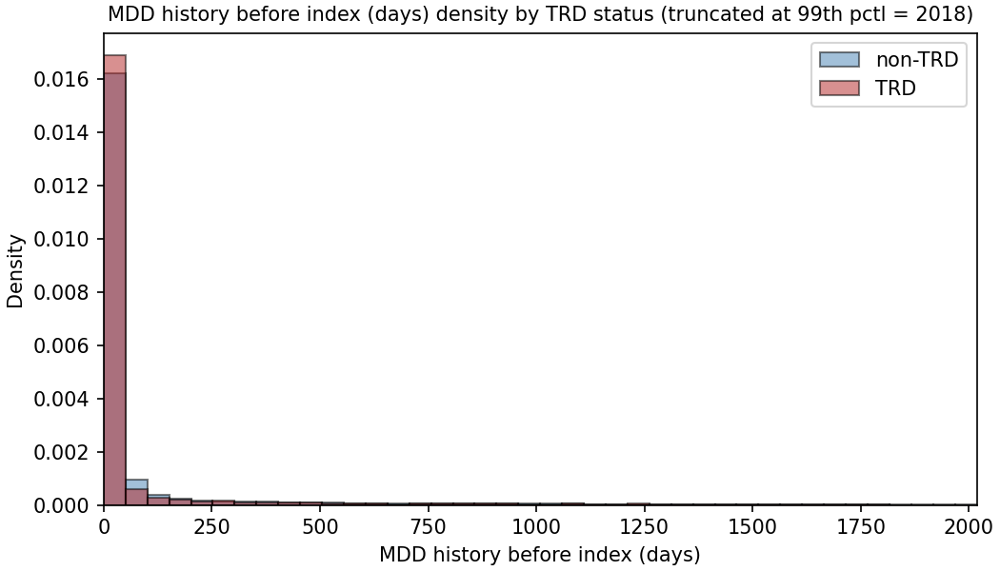 MDD history before index (days) density by TRD status (truncated at 99th pctl = 2018)
non-TRD
TRD
0.016
0.014
0.012
0.010
0.008
0.006
0.004
0.002
0.000
Density
0 250 500 750 1000 1250 1500 1750 2000
MDD history before index (days)